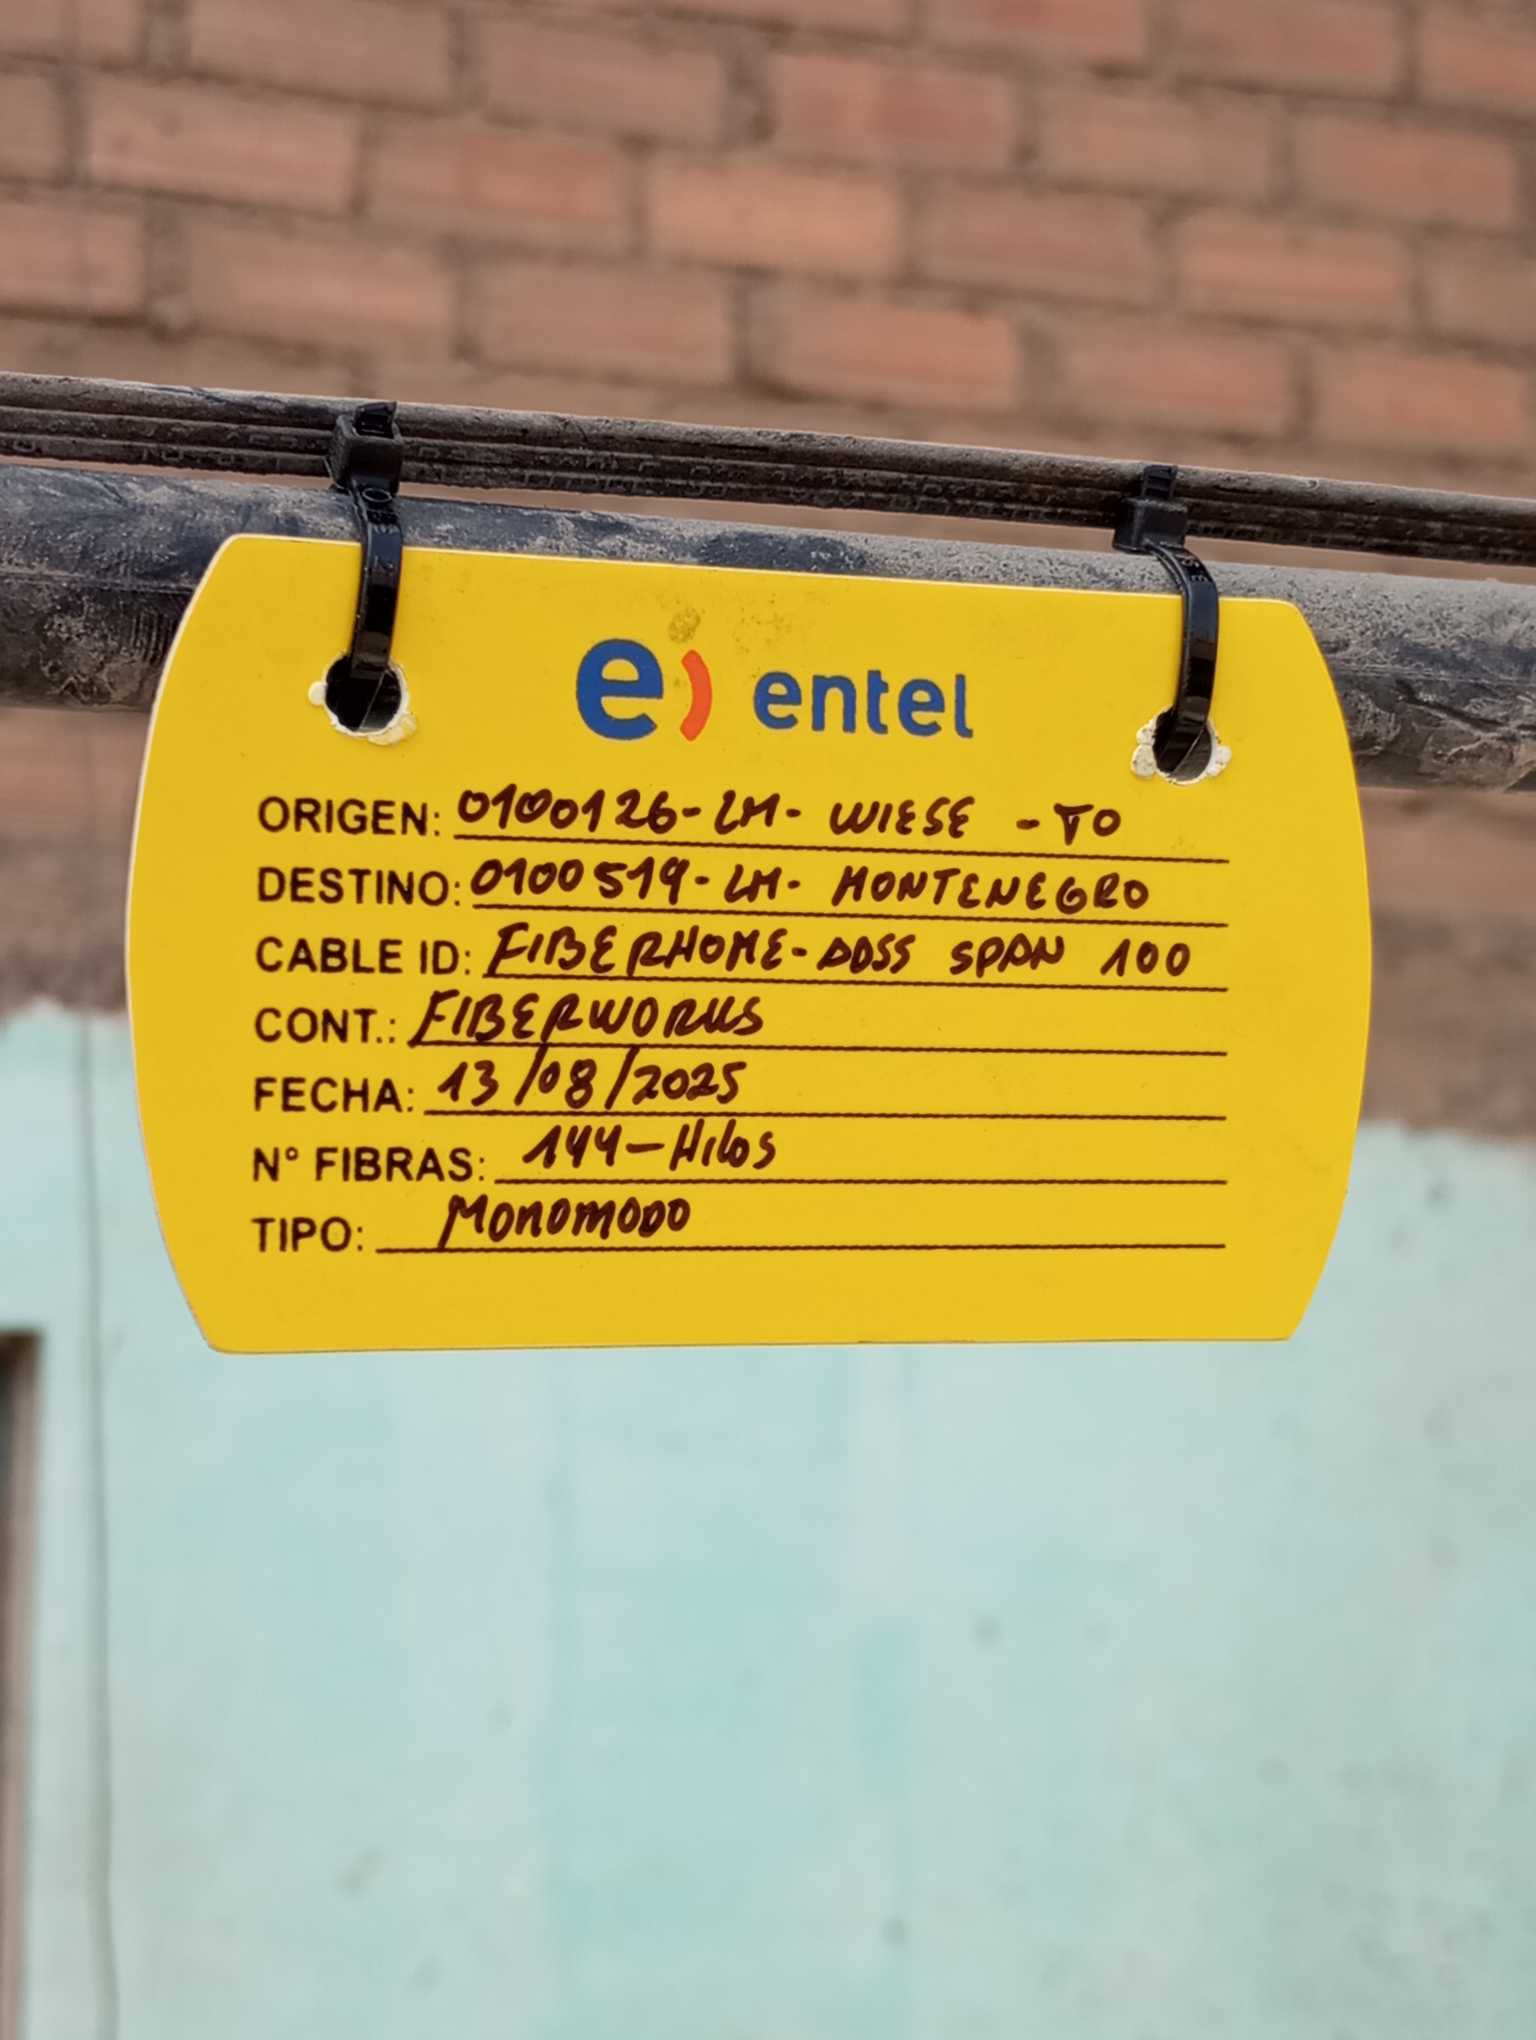 e) entel
ORIGEN: 0100126-LM-WIESE-TO
DESTINO: 0100519-LM-MONTENEGRO
CABLE ID: FIBERHOME-ADSS SPAN 100
CONT.: FIBERWORKS
FECHA: 13/08/2025
N° FIBRAS: 144-Hilos
TIPO: MONOMODO